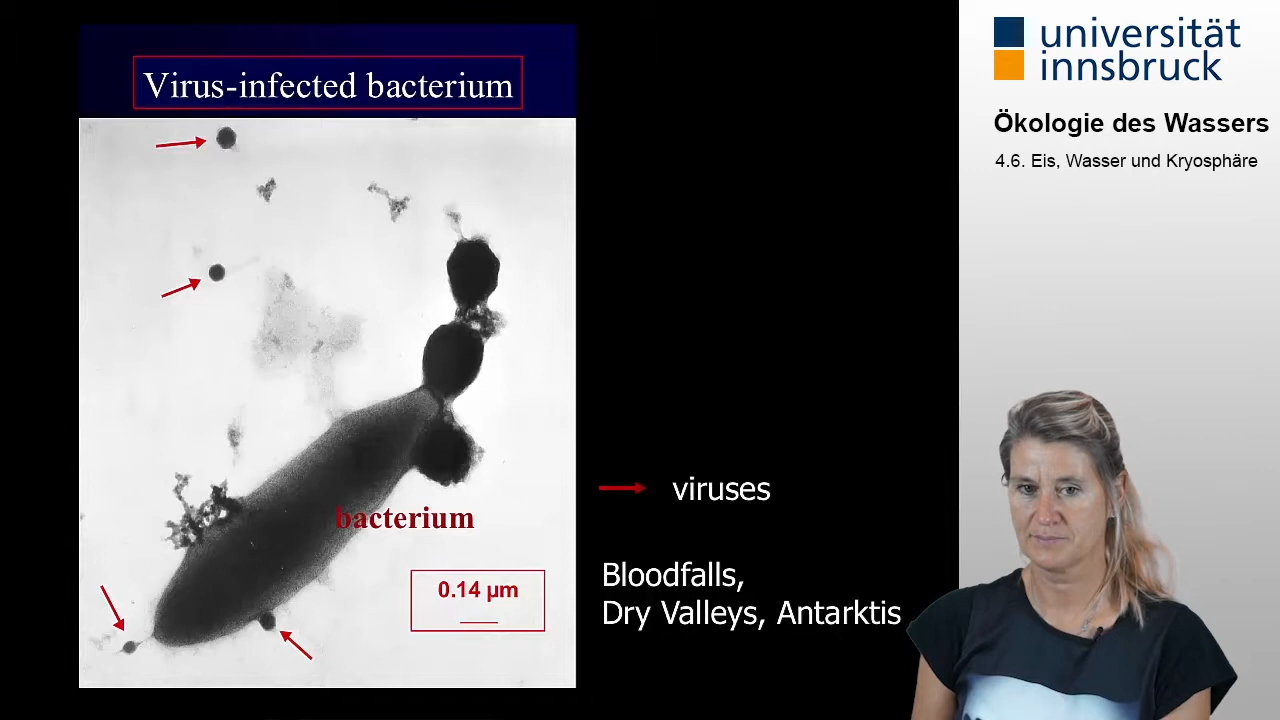 Virus-infected bacterium
bacterium
0.14 µm
viruses
Bloodfalls,
Dry Valleys, Antarktis
universität
innsbruck
Ökologie des Wassers
4.6. Eis, Wasser und Kryosphäre